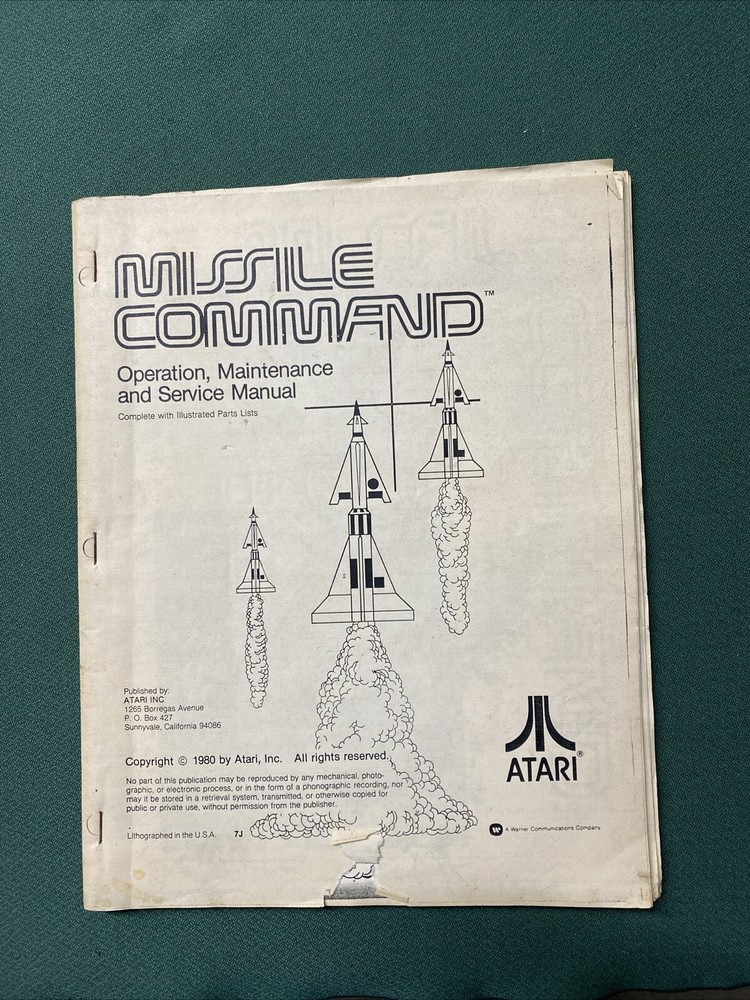 MISSILE
COMMAND™
Operation, Maintenance
and Service Manual
Complete with Illustrated Parts Lists
Published by:
ATARI INC
1265 Borregas Avenue
P. O. Box 427
Sunnyvale, California 94086
Copyright © 1980 by Atari, Inc. All rights reserved.
No part of this publication may be reproduced by any mechanical, photo-
graphic, or electronic process, or in the form of a phonographic recording, nor
may it be stored in a retrieval system, transmitted, or otherwise copied for
public or private use, without permission from the publisher.
Lithographed in the U.S.A. 7J
ATARI®
A Warner Communications Company